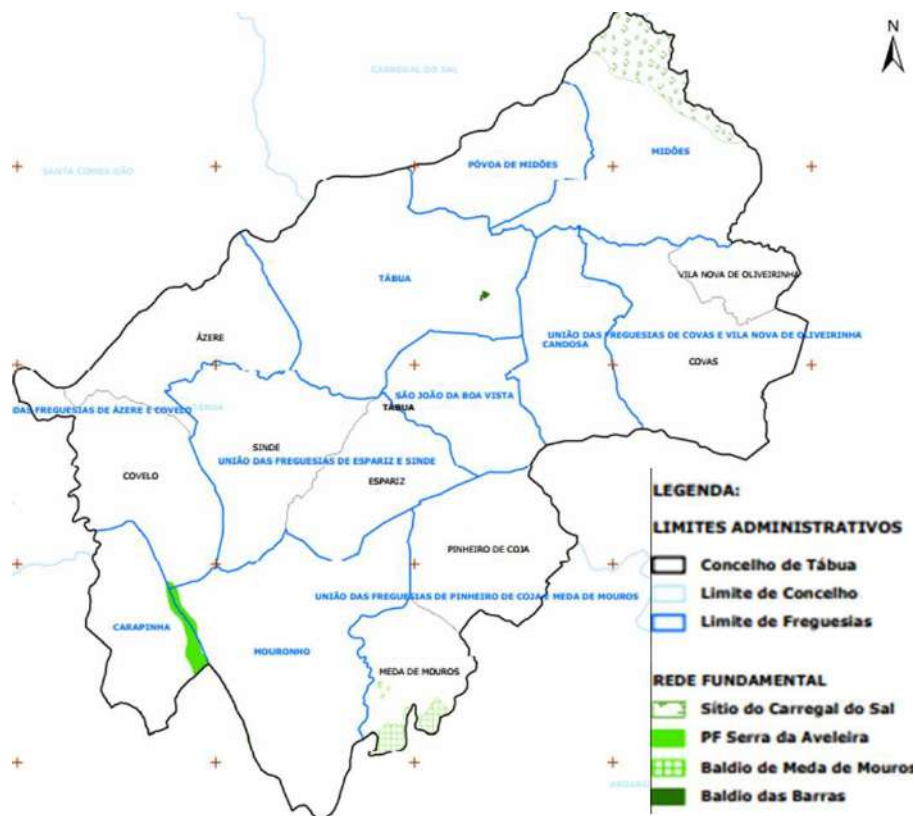 N
CARREGAL DO SAL
SANTA COMBA DÃO
PÓVOA DE MIDÕES
MIDÕES
VILA NOVA DE OLIVEIRINHA
TÁBUA
ÁZERE
UNIÃO DAS FREGUESIAS DE COVAS E VILA NOVA DE OLIVEIRINHA
CANDOSA
COVAS
SÃO JOÃO DA BOA VISTA
DAS FREGUESIAS DE ÁZERE E COVELO
TÁBUA
TÁBUA
SINDE
UNIÃO DAS FREGUESIAS DE ESPARIZ E SINDE
COVELO
ESPARIZ
PINHEIRO DE COJA
UNIÃO DAS FREGUESIAS DE PINHEIRO DE COJA E MEDA DE MOUROS
CARAPINHA
MOURONHO
MEDA DE MOUROS
LEGENDA:
LIMITES ADMINISTRATIVOS
Concelho de Tábua
Limite de Concelho
Limite de Freguesias
REDE FUNDAMENTAL
Sítio do Carregal do Sal
PF Serra da Aveleira
Baldio de Meda de Mouros
Baldio das Barras